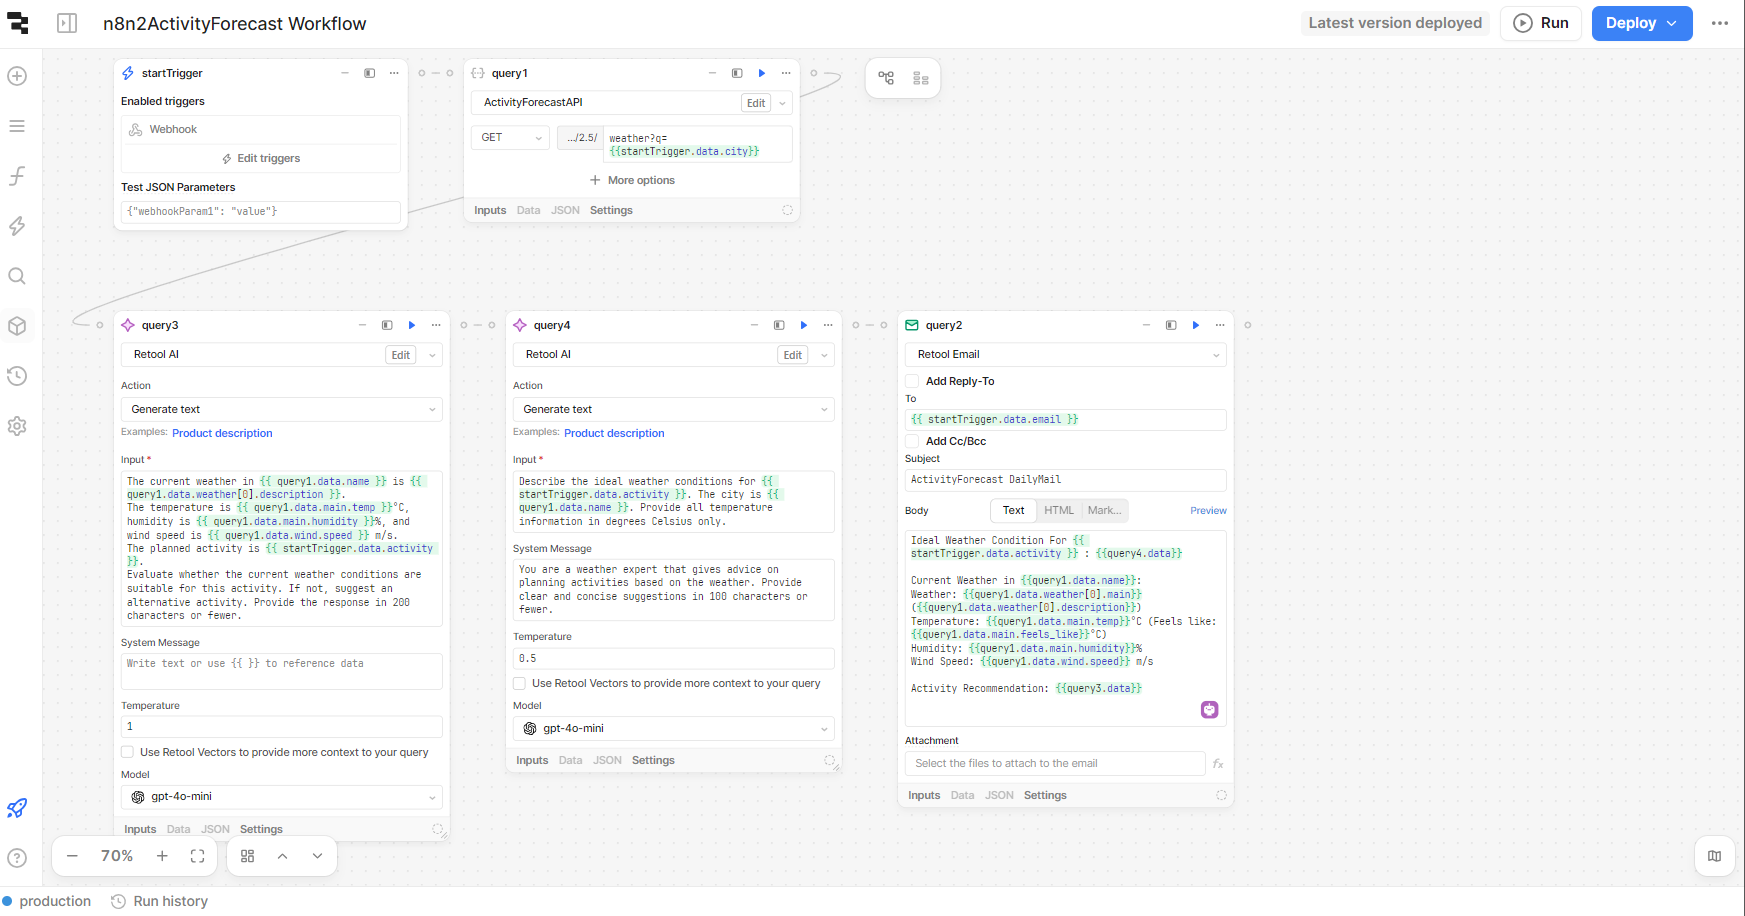 n8n2ActivityForecast Workflow
Latest version deployed
Run
Deploy
startTrigger
Enabled triggers
Webhook
Edit triggers
Test JSON Parameters
{"webhookParam1": "value"}
query1
ActivityForecastAPI
Edit
GET
.../2.5/
weather?q=
{{startTrigger.data.city}}
More options
Inputs Data JSON Settings
query3
Retool AI
Edit
Action
Generate text
Examples: Product description
Input *
The current weather in {{ query1.data.name }} is {{
query1.data.weather[0].description }}.
The temperature is {{ query1.data.main.temp }}°C,
humidity is {{ query1.data.main.humidity }}%, and
wind speed is {{ query1.data.wind.speed }} m/s.
The planned activity is {{ startTrigger.data.activity
}}.
Evaluate whether the current weather conditions are
suitable for this activity. If not, suggest an
alternative activity. Provide the response in 200
characters or fewer.
System Message
Write text or use {{ }} to reference data
Temperature
1
Use Retool Vectors to provide more context to your query
Model
gpt-4o-mini
Inputs Data JSON Settings
query4
Retool AI
Edit
Action
Generate text
Examples: Product description
Input *
Describe the ideal weather conditions for {{
startTrigger.data.activity }}. The city is {{
query1.data.name }}. Provide all temperature
information in degrees Celsius only.
System Message
You are a weather expert that gives advice on
planning activities based on the weather. Provide
clear and concise suggestions in 100 characters or
fewer.
Temperature
0.5
Use Retool Vectors to provide more context to your query
Model
gpt-4o-mini
Inputs Data JSON Settings
query2
Retool Email
Add Reply-To
To
{{ startTrigger.data.email }}
Add Cc/Bcc
Subject
ActivityForecast DailyMail
Body
Text
HTML
Mark...
Preview
Ideal Weather Condition For {{
startTrigger.data.activity }} : {{query4.data}}
Current Weather in {{query1.data.name}}:
Weather: {{query1.data.weather[0].main}}
({{query1.data.weather[0].description}})
Temperature: {{query1.data.main.temp}}°C (Feels like:
{{query1.data.main.feels_like}}°C)
Humidity: {{query1.data.main.humidity}}%
Wind Speed: {{query1.data.wind.speed}} m/s
Activity Recommendation: {{query3.data}}
Attachment
Select the files to attach to the email
fx
Inputs Data JSON Settings
70%
production
Run history